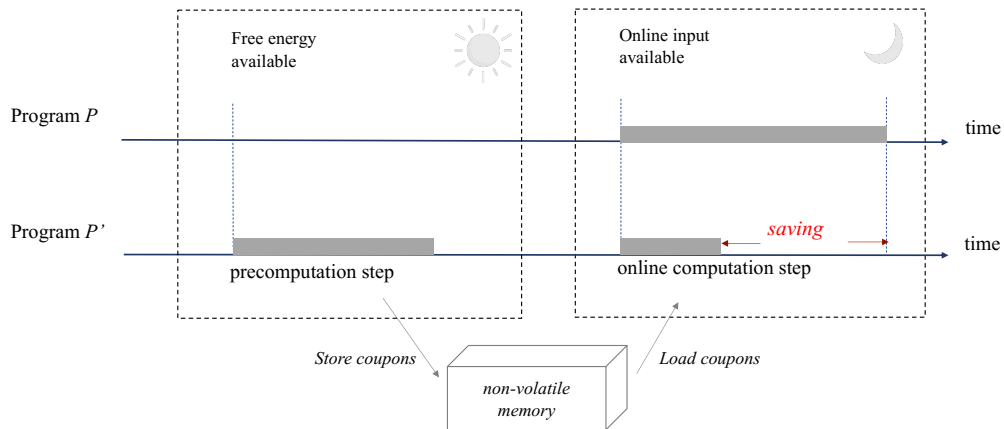 Free energy
available
Online input
available
Program P
time
Program P’
saving
time
precomputation step
online computation step
Store coupons
Load coupons
non-volatile
memory